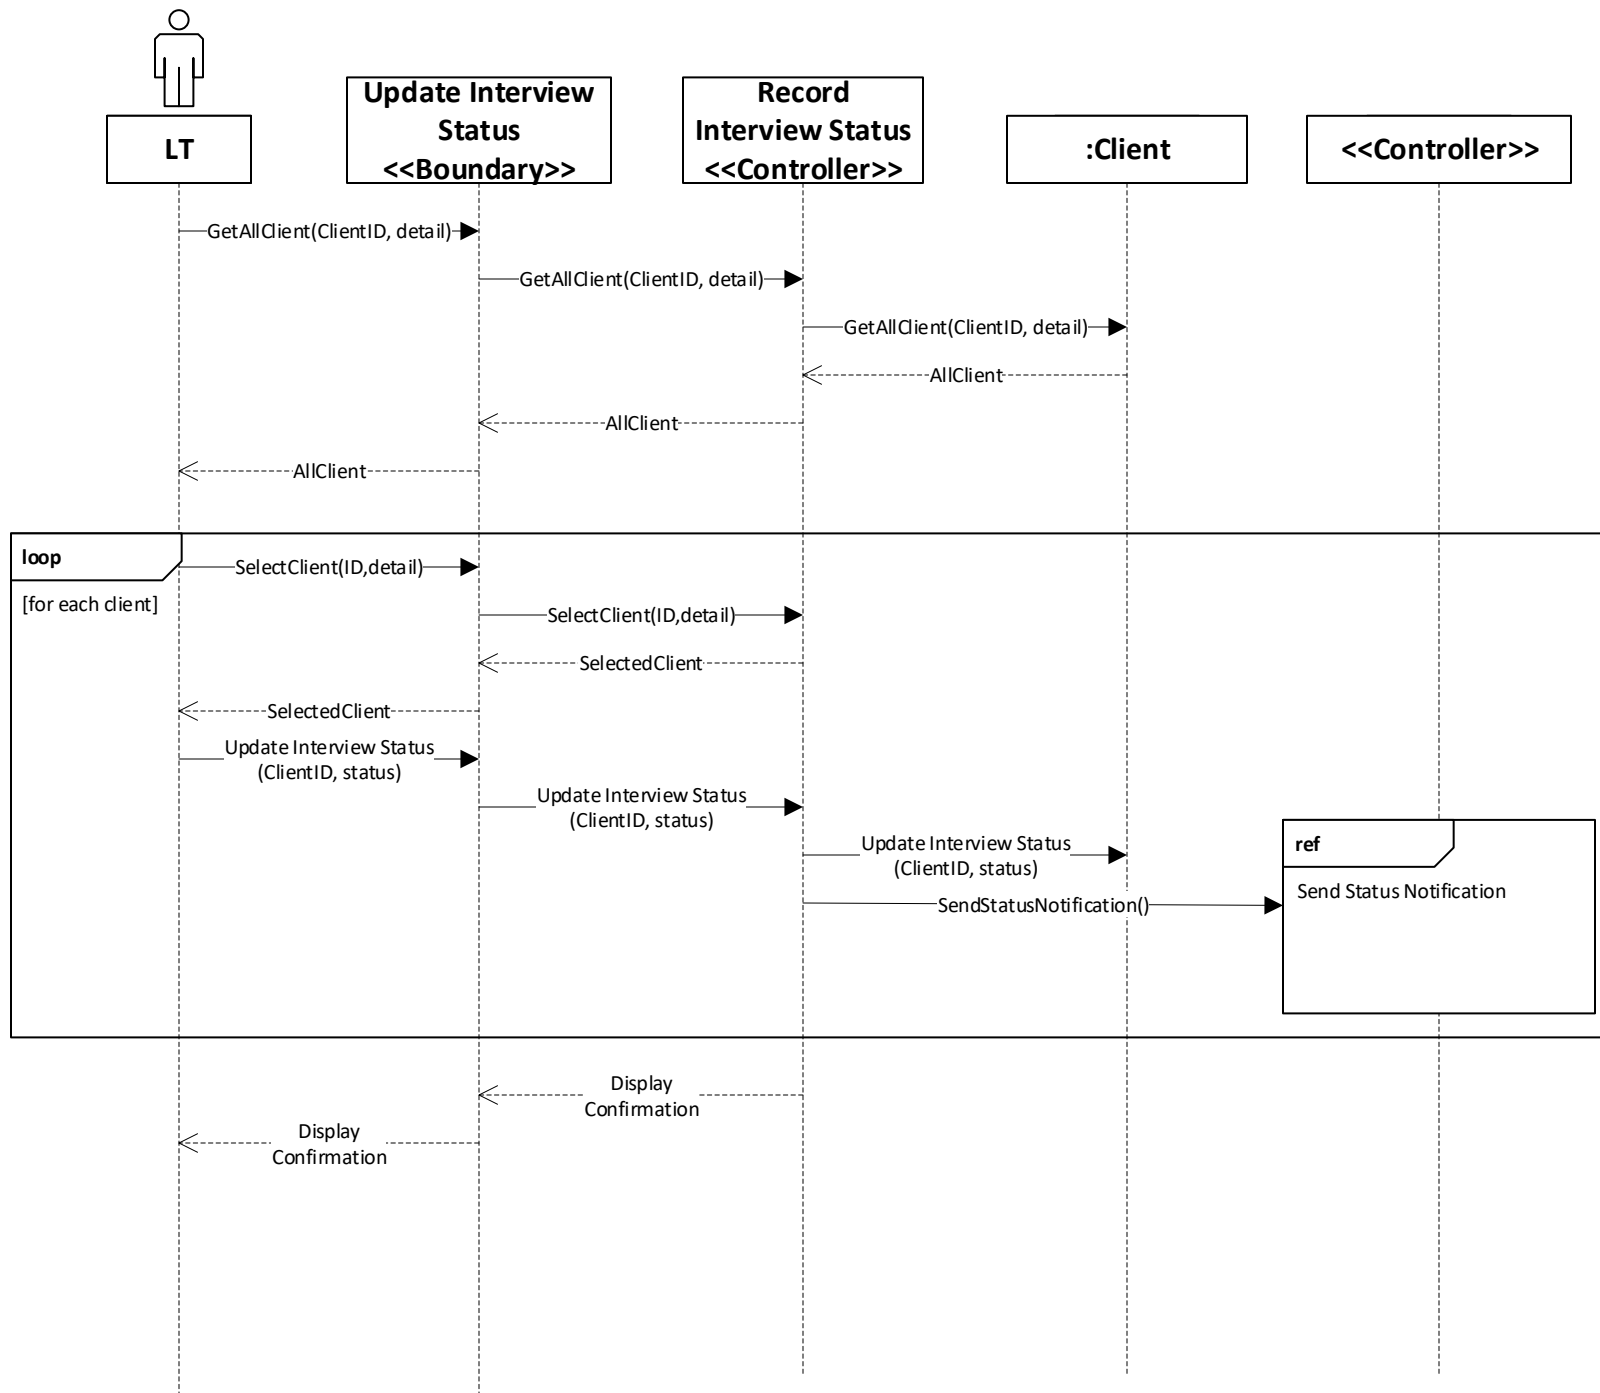 LT
Update Interview
Status
<<Boundary>>
Record
Interview Status
<<Controller>>
:Client
<<Controller>>
GetAllClient(ClientID, detail)
GetAllClient(ClientID, detail)
GetAllClient(ClientID, detail)
AllClient
AllClient
AllClient
loop
[for each client]
SelectClient(ID,detail)
SelectClient(ID,detail)
SelectedClient
SelectedClient
Update Interview Status
(ClientID, status)
Update Interview Status
(ClientID, status)
Update Interview Status
(ClientID, status)
ref
Send Status Notification
SendStatusNotification()
Display
Confirmation
Display
Confirmation